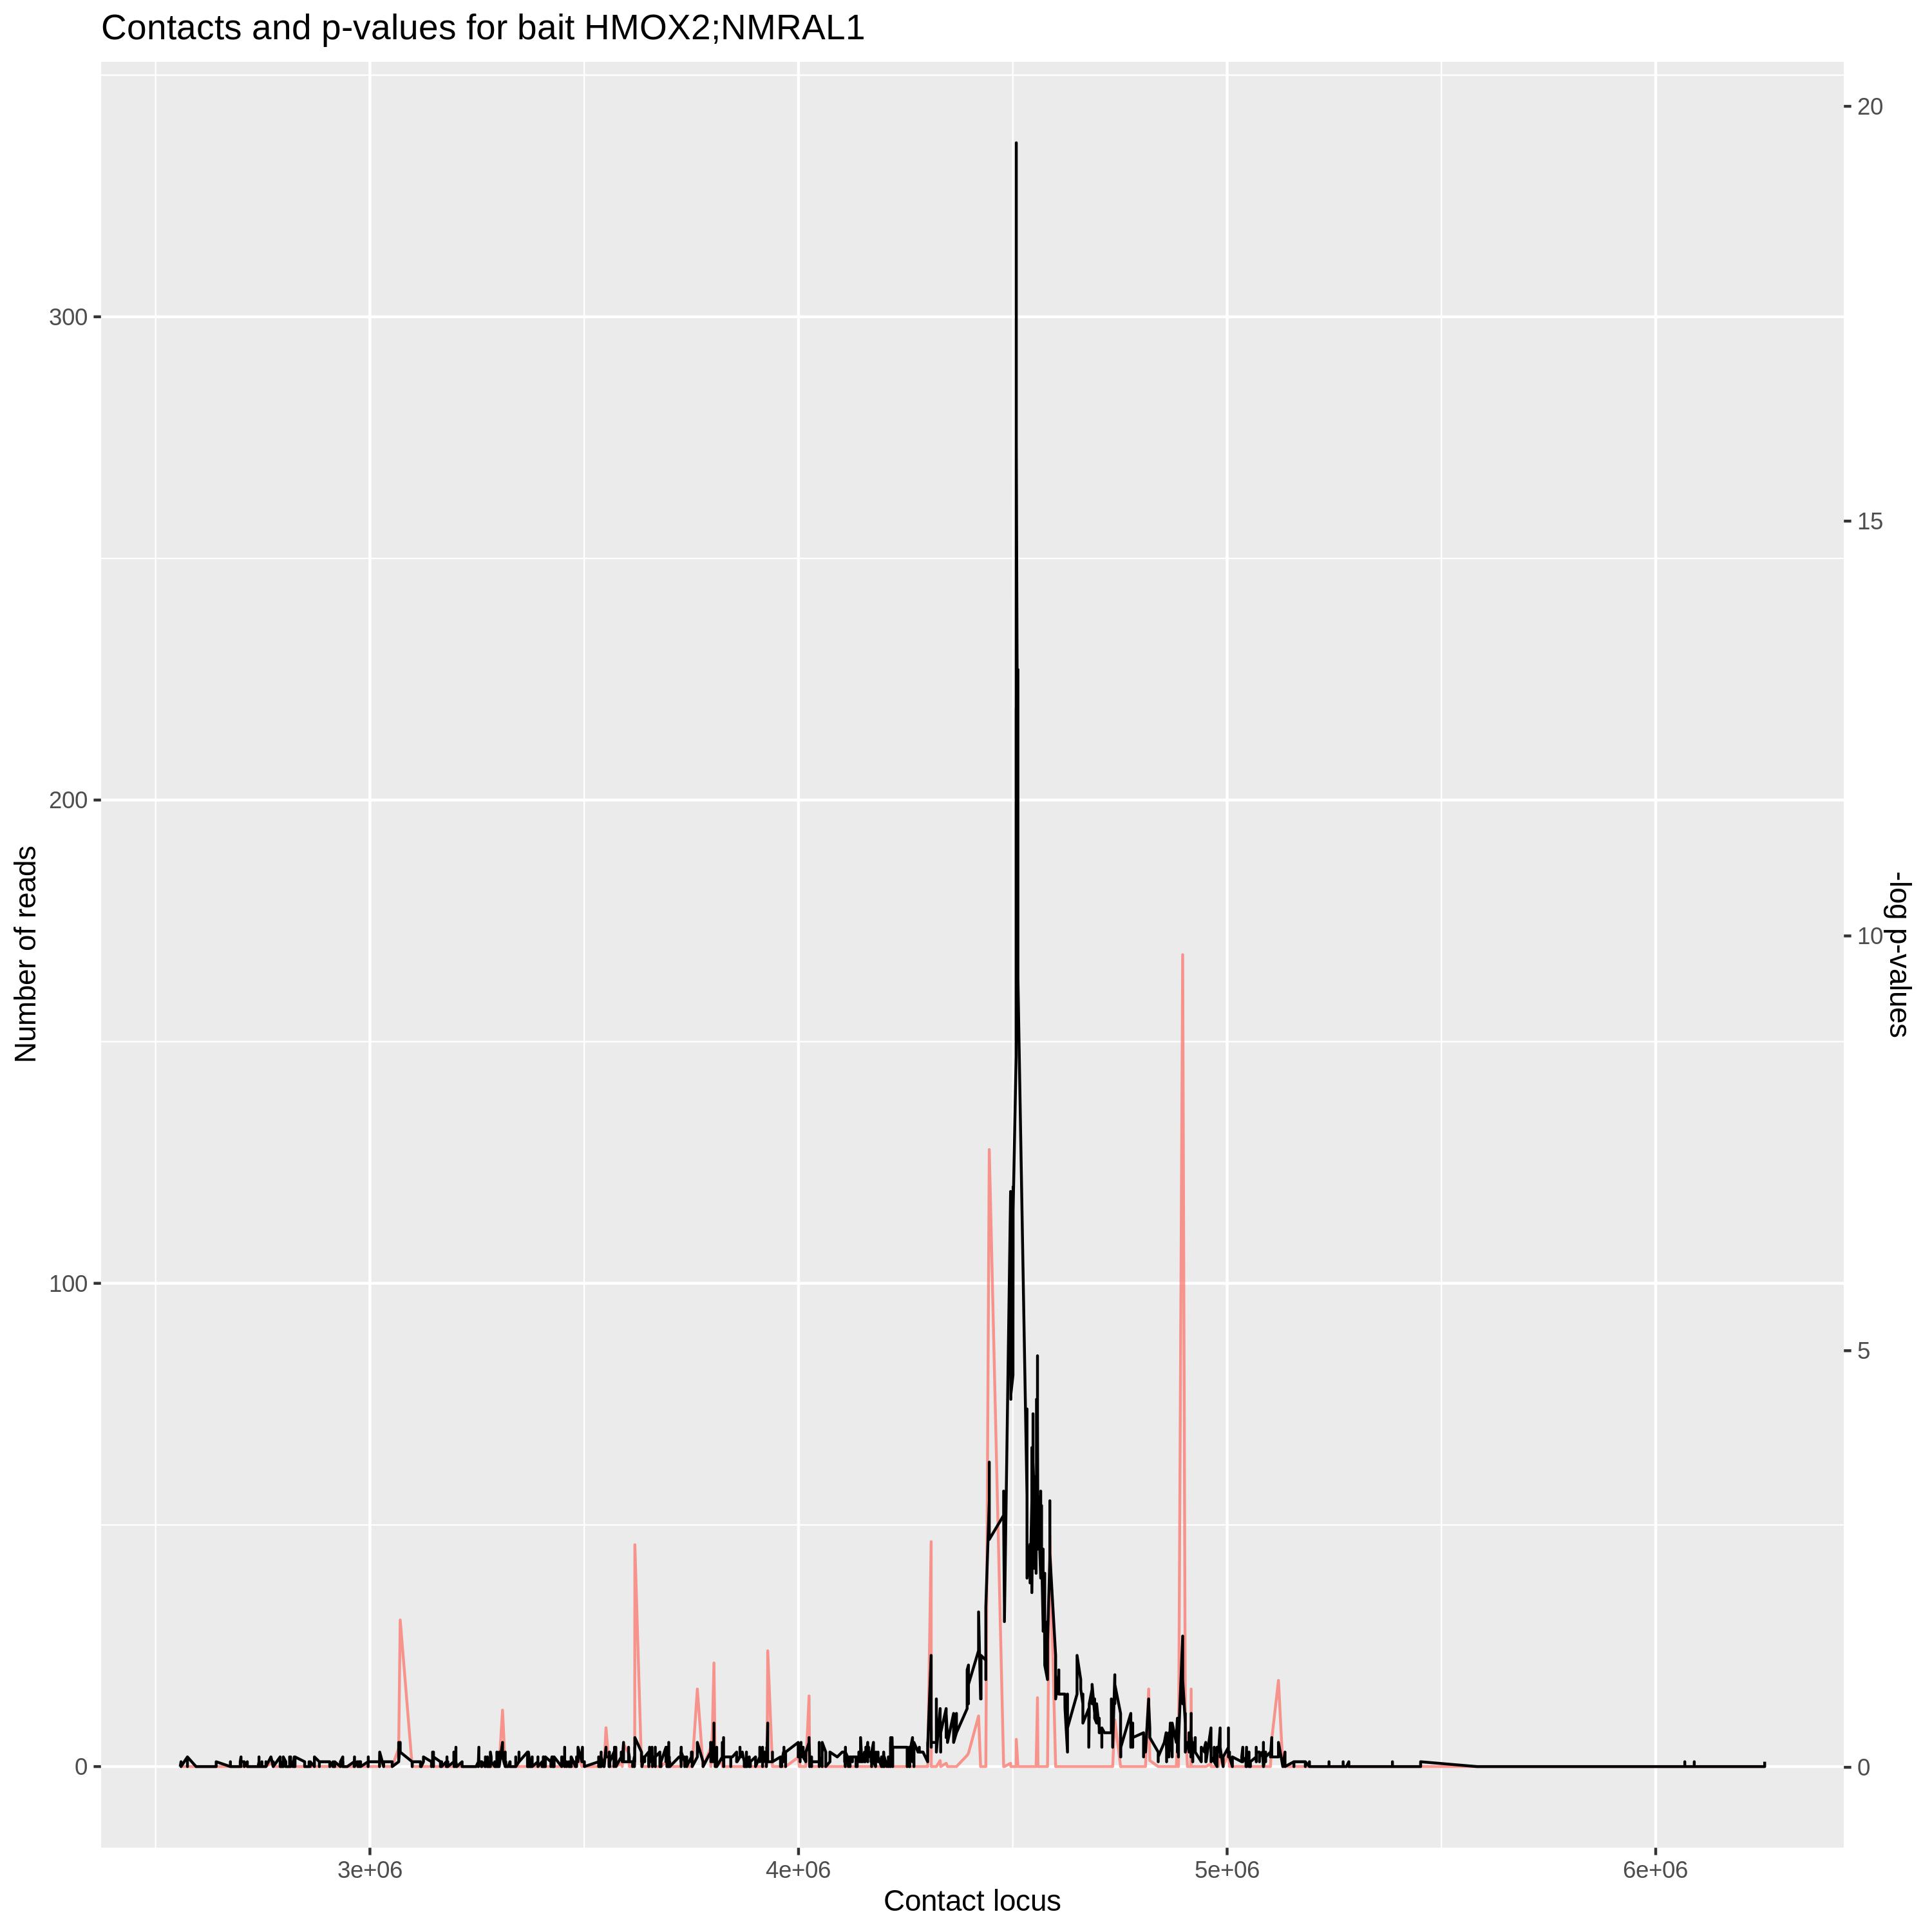 Contacts and p-values for bait HMOX2;NMRAL1
Number of reads
300
200
100
0
20
15
10
5
0
-log p-values
3e+06
4e+06
5e+06
6e+06
Contact locus